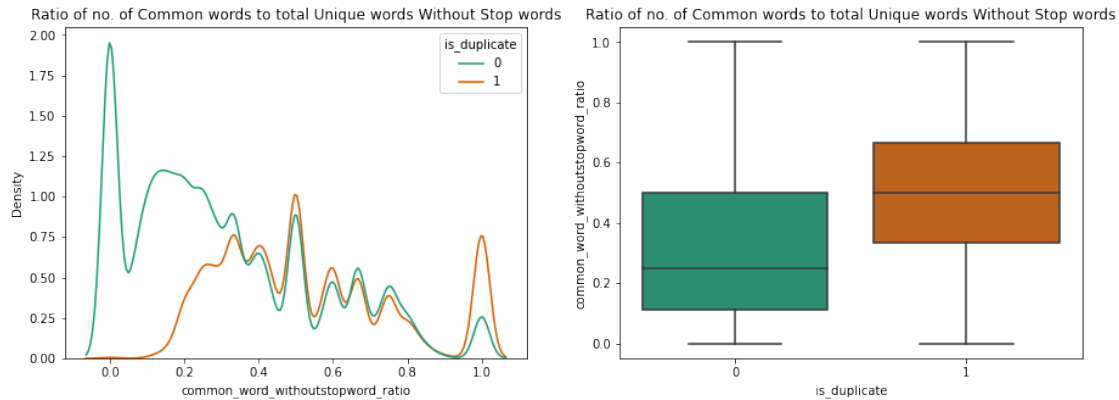 Ratio of no. of Common words to total Unique words Without Stop words
2.00
1.75
1.50
1.25
1.00
0.75
0.50
0.25
0.00
Density
is_duplicate
0
1
0.0 0.2 0.4 0.6 0.8 1.0
common_word_withoutstopword_ratio
Ratio of no. of Common words to total Unique words Without Stop words
1.0
0.8
0.6
0.4
0.2
0.0
common_word_withoutstopword_ratio
0 1
is_duplicate